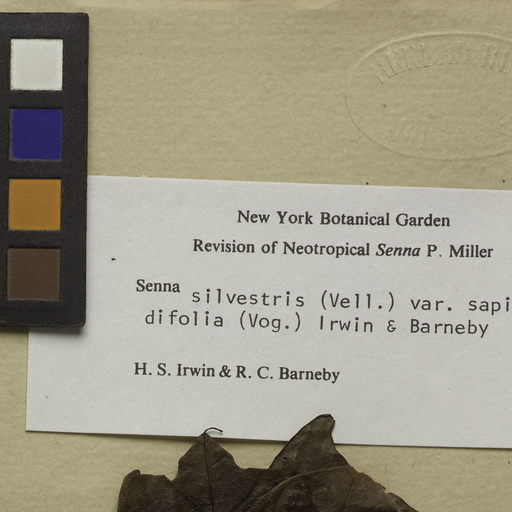 New York Botanical Garden
Revision of Neotropical Senna P. Miller
Senna silvestris (Vell.) var. sapi
difolia (Vog.) Irwin & Barneby
H. S. Irwin & R. C. Barneby